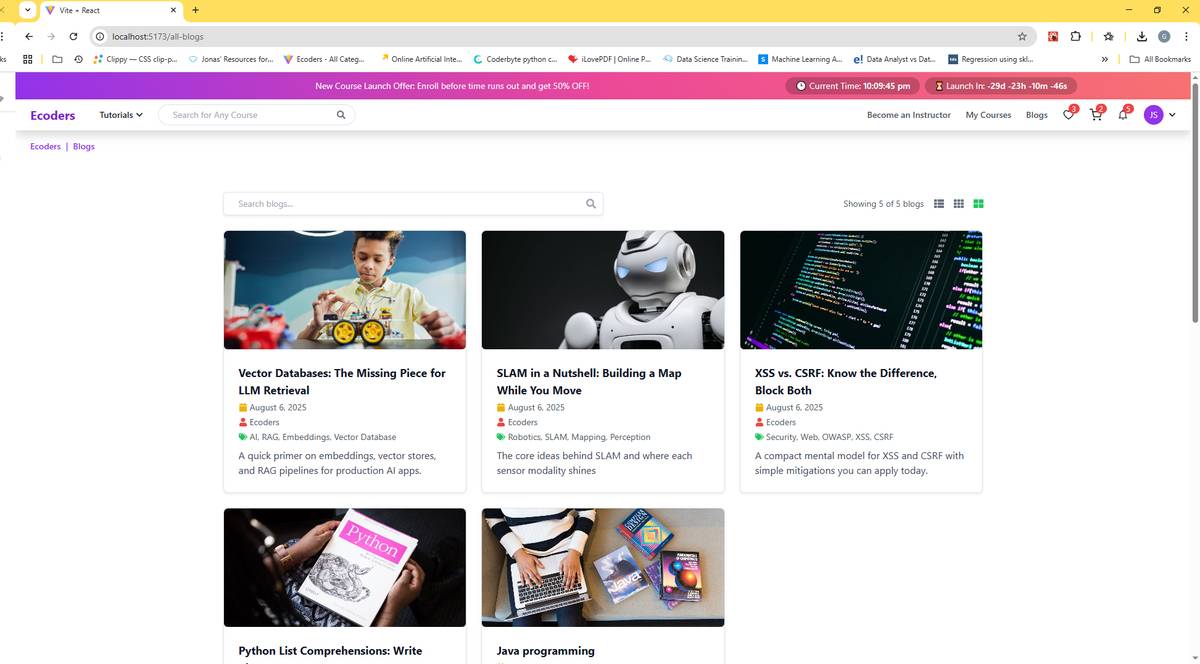 Vite + React
localhost:5173/all-blogs
ks
Clippy — CSS clip-p...
Jonas' Resources for...
Ecoders - All Categ...
Online Artificial Inte...
Coderbyte python c...
iLovePDF | Online P...
Data Science Trainin...
Machine Learning A...
Data Analyst vs Dat...
Regression using skl...
All Bookmarks
New Course Launch Offer: Enroll before time runs out and get 50% OFF!
Current Time: 10:09:45 pm
Launch In: -29d -23h -10m -46s
Ecoders
Tutorials
Search for Any Course
Become an Instructor
My Courses
Blogs
3
2
5
JS
Ecoders | Blogs
Search blogs...
Showing 5 of 5 blogs
Vector Databases: The Missing Piece for
LLM Retrieval
August 6, 2025
Ecoders
AI, RAG, Embeddings, Vector Database
A quick primer on embeddings, vector stores,
and RAG pipelines for production AI apps.
SLAM in a Nutshell: Building a Map
While You Move
August 6, 2025
Ecoders
Robotics, SLAM, Mapping, Perception
The core ideas behind SLAM and where each
sensor modality shines
XSS vs. CSRF: Know the Difference,
Block Both
August 6, 2025
Ecoders
Security, Web, OWASP, XSS, CSRF
A compact mental model for XSS and CSRF with
simple mitigations you can apply today.
Python
Java
Python List Comprehensions: Write
Java programming